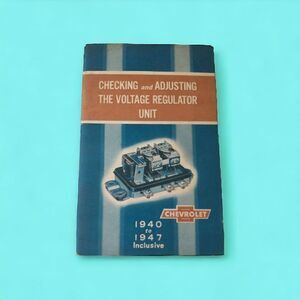 CHECKING and ADJUSTING
THE VOLTAGE REGULATOR
UNIT
CHEVROLET
1940
to
1947
Inclusive